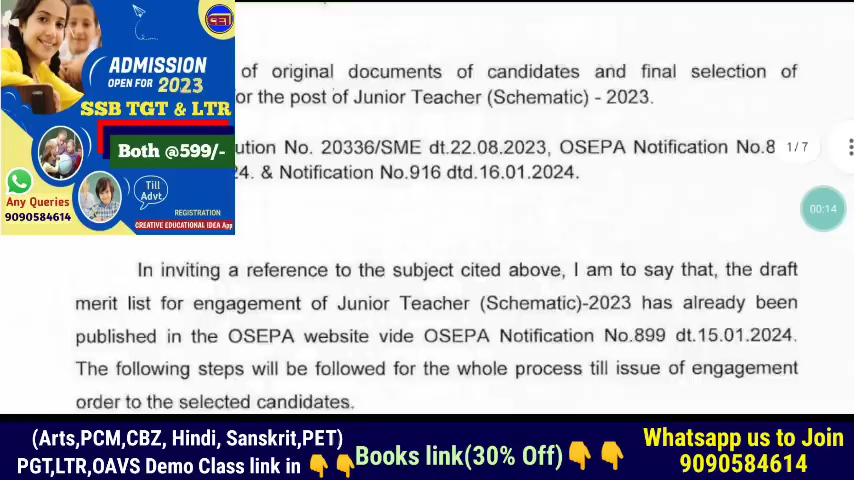 CEI
ADMISSION
OPEN FOR 2023
SSB TGT & LTR
Both @599/-
Any Queries
9090584614
Till
Advt
REGISTRATION
CREATIVE EDUCATIONAL IDEA App
of original documents of candidates and final selection of
for the post of Junior Teacher (Schematic) - 2023.
ution No. 20336/SME dt.22.08.2023, OSEPA Notification No.8
24. & Notification No.916 dtd.16.01.2024.
1/7
00:14
In inviting a reference to the subject cited above, I am to say that, the draft
merit list for engagement of Junior Teacher (Schematic)-2023 has already been
published in the OSEPA website vide OSEPA Notification No.899 dt.15.01.2024.
The following steps will be followed for the whole process till issue of engagement
order to the selected candidates.
(Arts,PCM,CBZ, Hindi, Sanskrit,PET)
PGT,LTR,OAVS Demo Class link in 👇👇
Books link(30% Off)👇👇
Whatsapp us to Join
9090584614